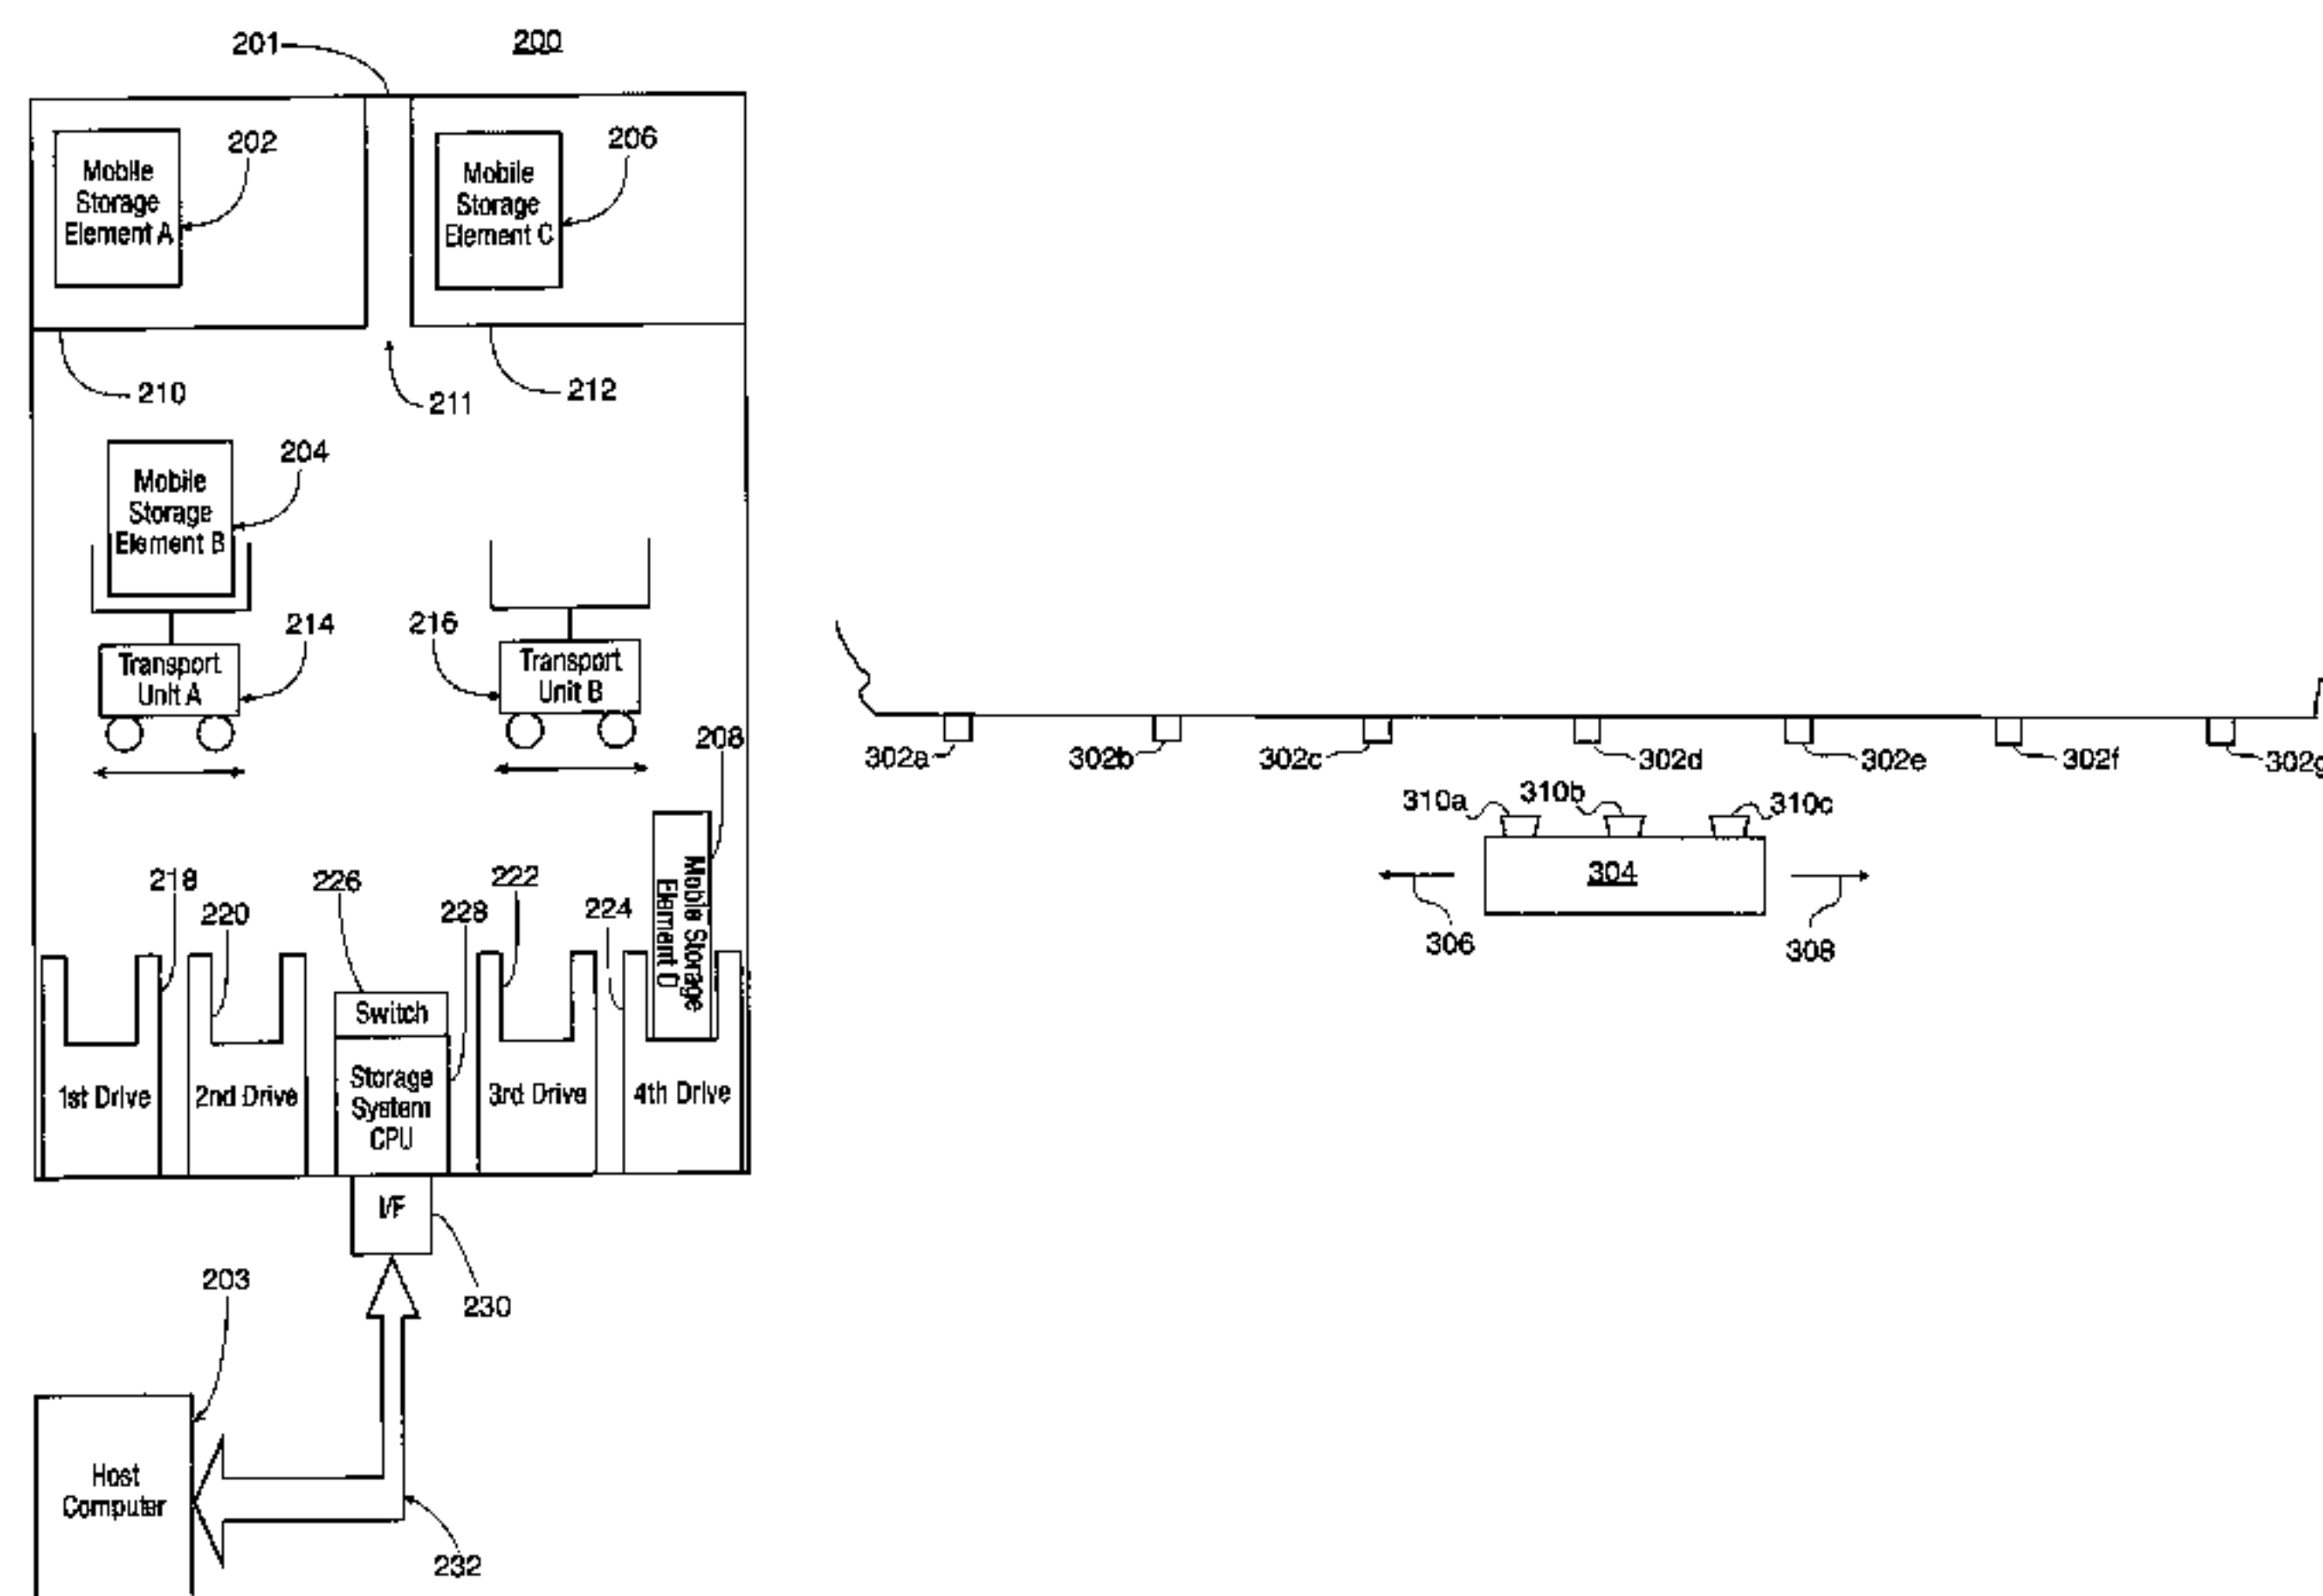 201
200
202
206
Mobile
Storage
Element A
Mobile
Storage
Element C
210
211
212
204
Mobile
Storage
Element B
214
216
Transport
Unit A
Transport
Unit B
208
302a
302b
302c
302d
302e
302f
302g
310a
310b
310c
304
306
308
Mobile Storage
Element D
218
220
226
222
228
224
Switch
1st Drive
2nd Drive
Storage
System
CPU
3rd Drive
4th Drive
I/F
230
203
Host
Computer
232